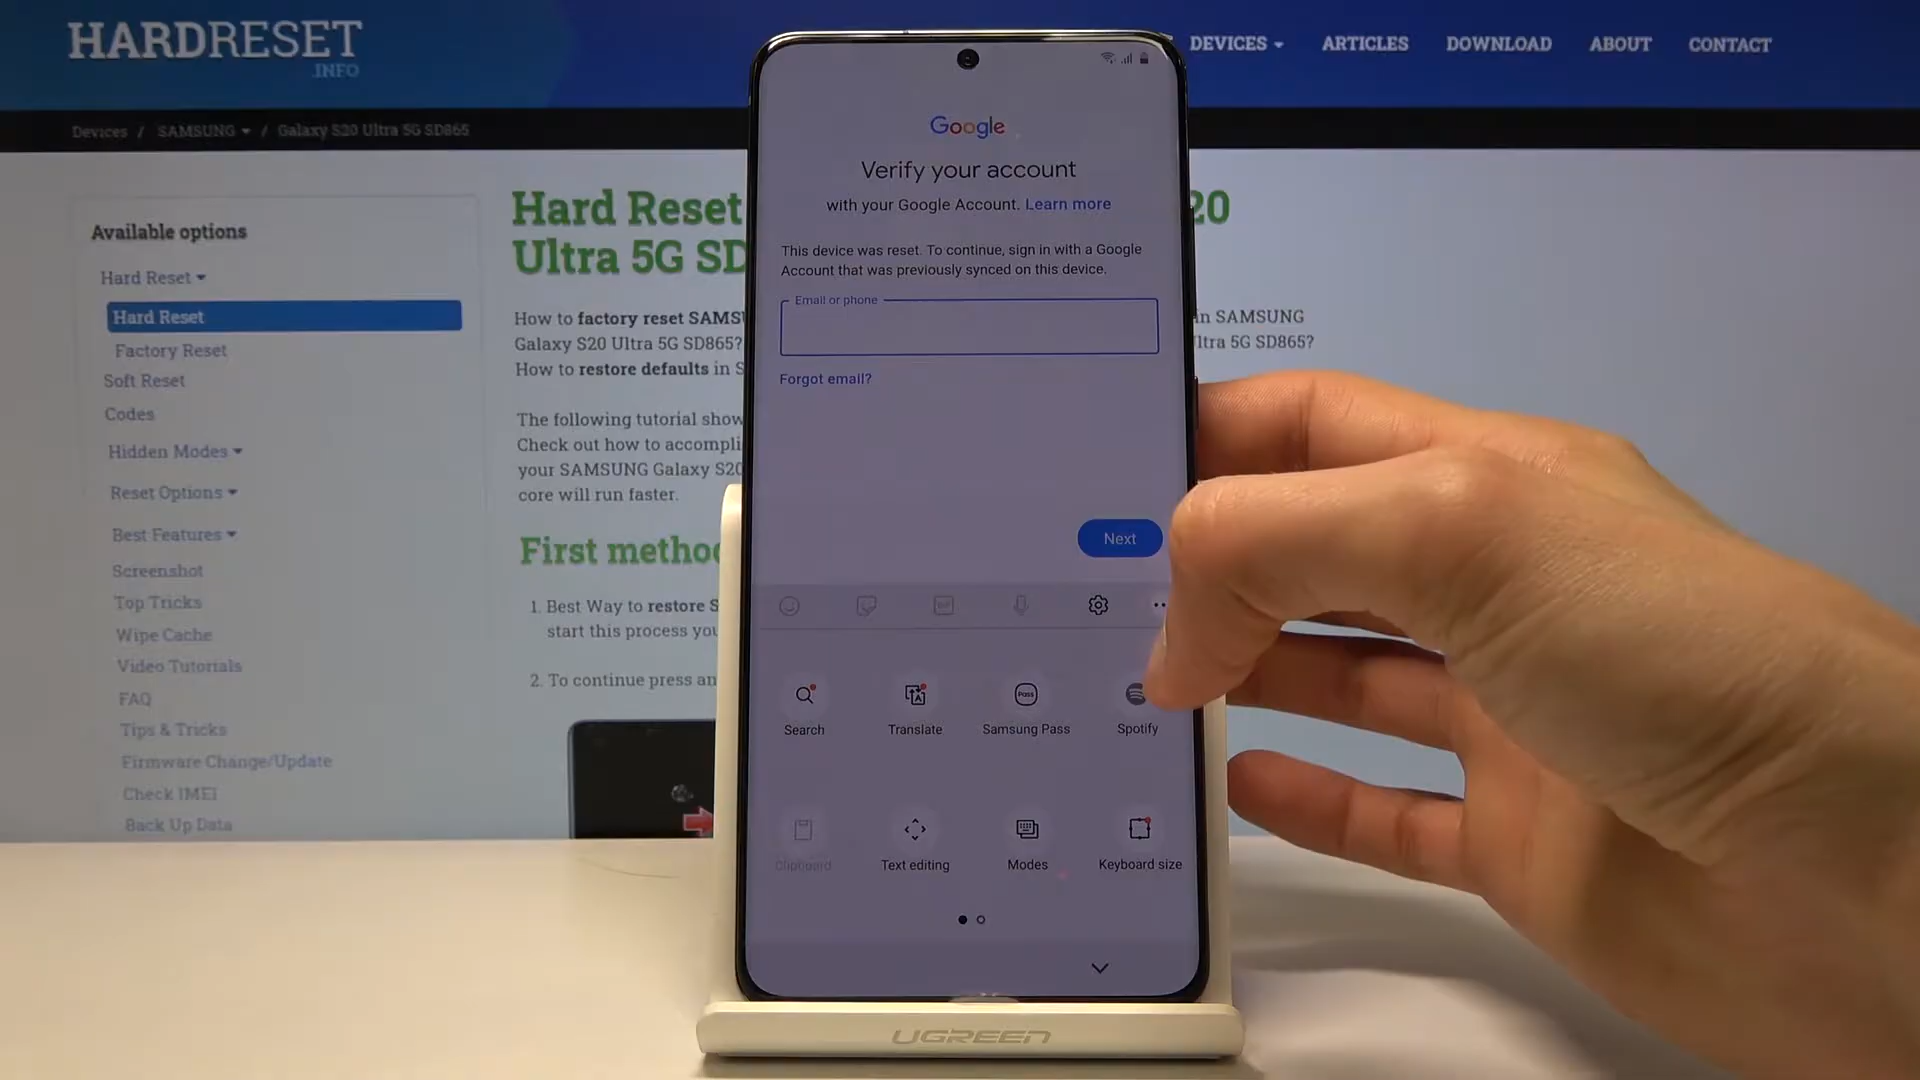 HARDRESET
.INFO
DEVICES
ARTICLES
DOWNLOAD
ABOUT
CONTACT
Devices / SAMSUNG / Galaxy S20 Ultra 5G SD865
Available options
Hard Reset
Hard Reset
Factory Reset
Soft Reset
Codes
Hidden Modes
Reset Options
Best Features
Screenshot
Top Tricks
Wipe Cache
Video Tutorials
FAQ
Tips & Tricks
Firmware Change/Update
Check IMEI
Back Up Data
Hard Reset
20
Ultra 5G SD
How to factory reset SAMSU
Galaxy S20 Ultra 5G SD865?
How to restore defaults in S
in SAMSUNG
ltra 5G SD865?
The following tutorial show
Check out how to accompli
your SAMSUNG Galaxy S20
core will run faster.
First method
1. Best Way to restore S
start this process you
2. To continue press an
Google
Verify your account
with your Google Account. Learn more
This device was reset. To continue, sign in with a Google
Account that was previously synced on this device.
Email or phone
Forgot email?
Next
GIF
Search
Translate
Pass
Samsung Pass
Spotify
Clipboard
Text editing
Modes
Keyboard size
UGREEN